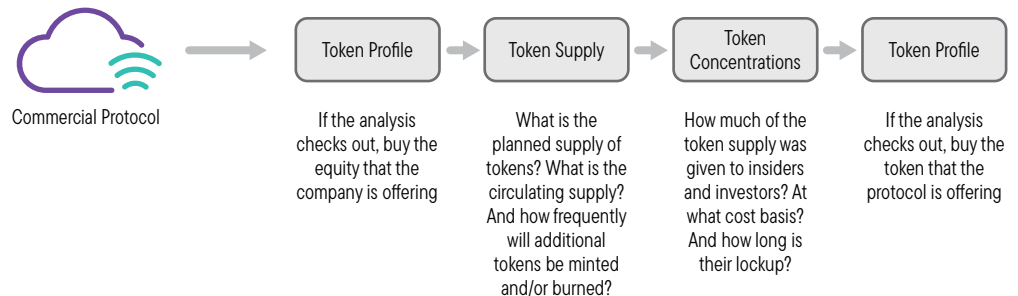 Commercial Protocol
Token Profile
If the analysis
checks out, buy the
equity that the
company is offering
Token Supply
What is the
planned supply of
tokens? What is the
circulating supply?
And how frequently
will additional
tokens be minted
and/or burned?
Token
Concentrations
How much of the
token supply was
given to insiders
and investors? At
what cost basis?
And how long is
their lockup?
Token Profile
If the analysis
checks out, buy the
token that the
protocol is offering